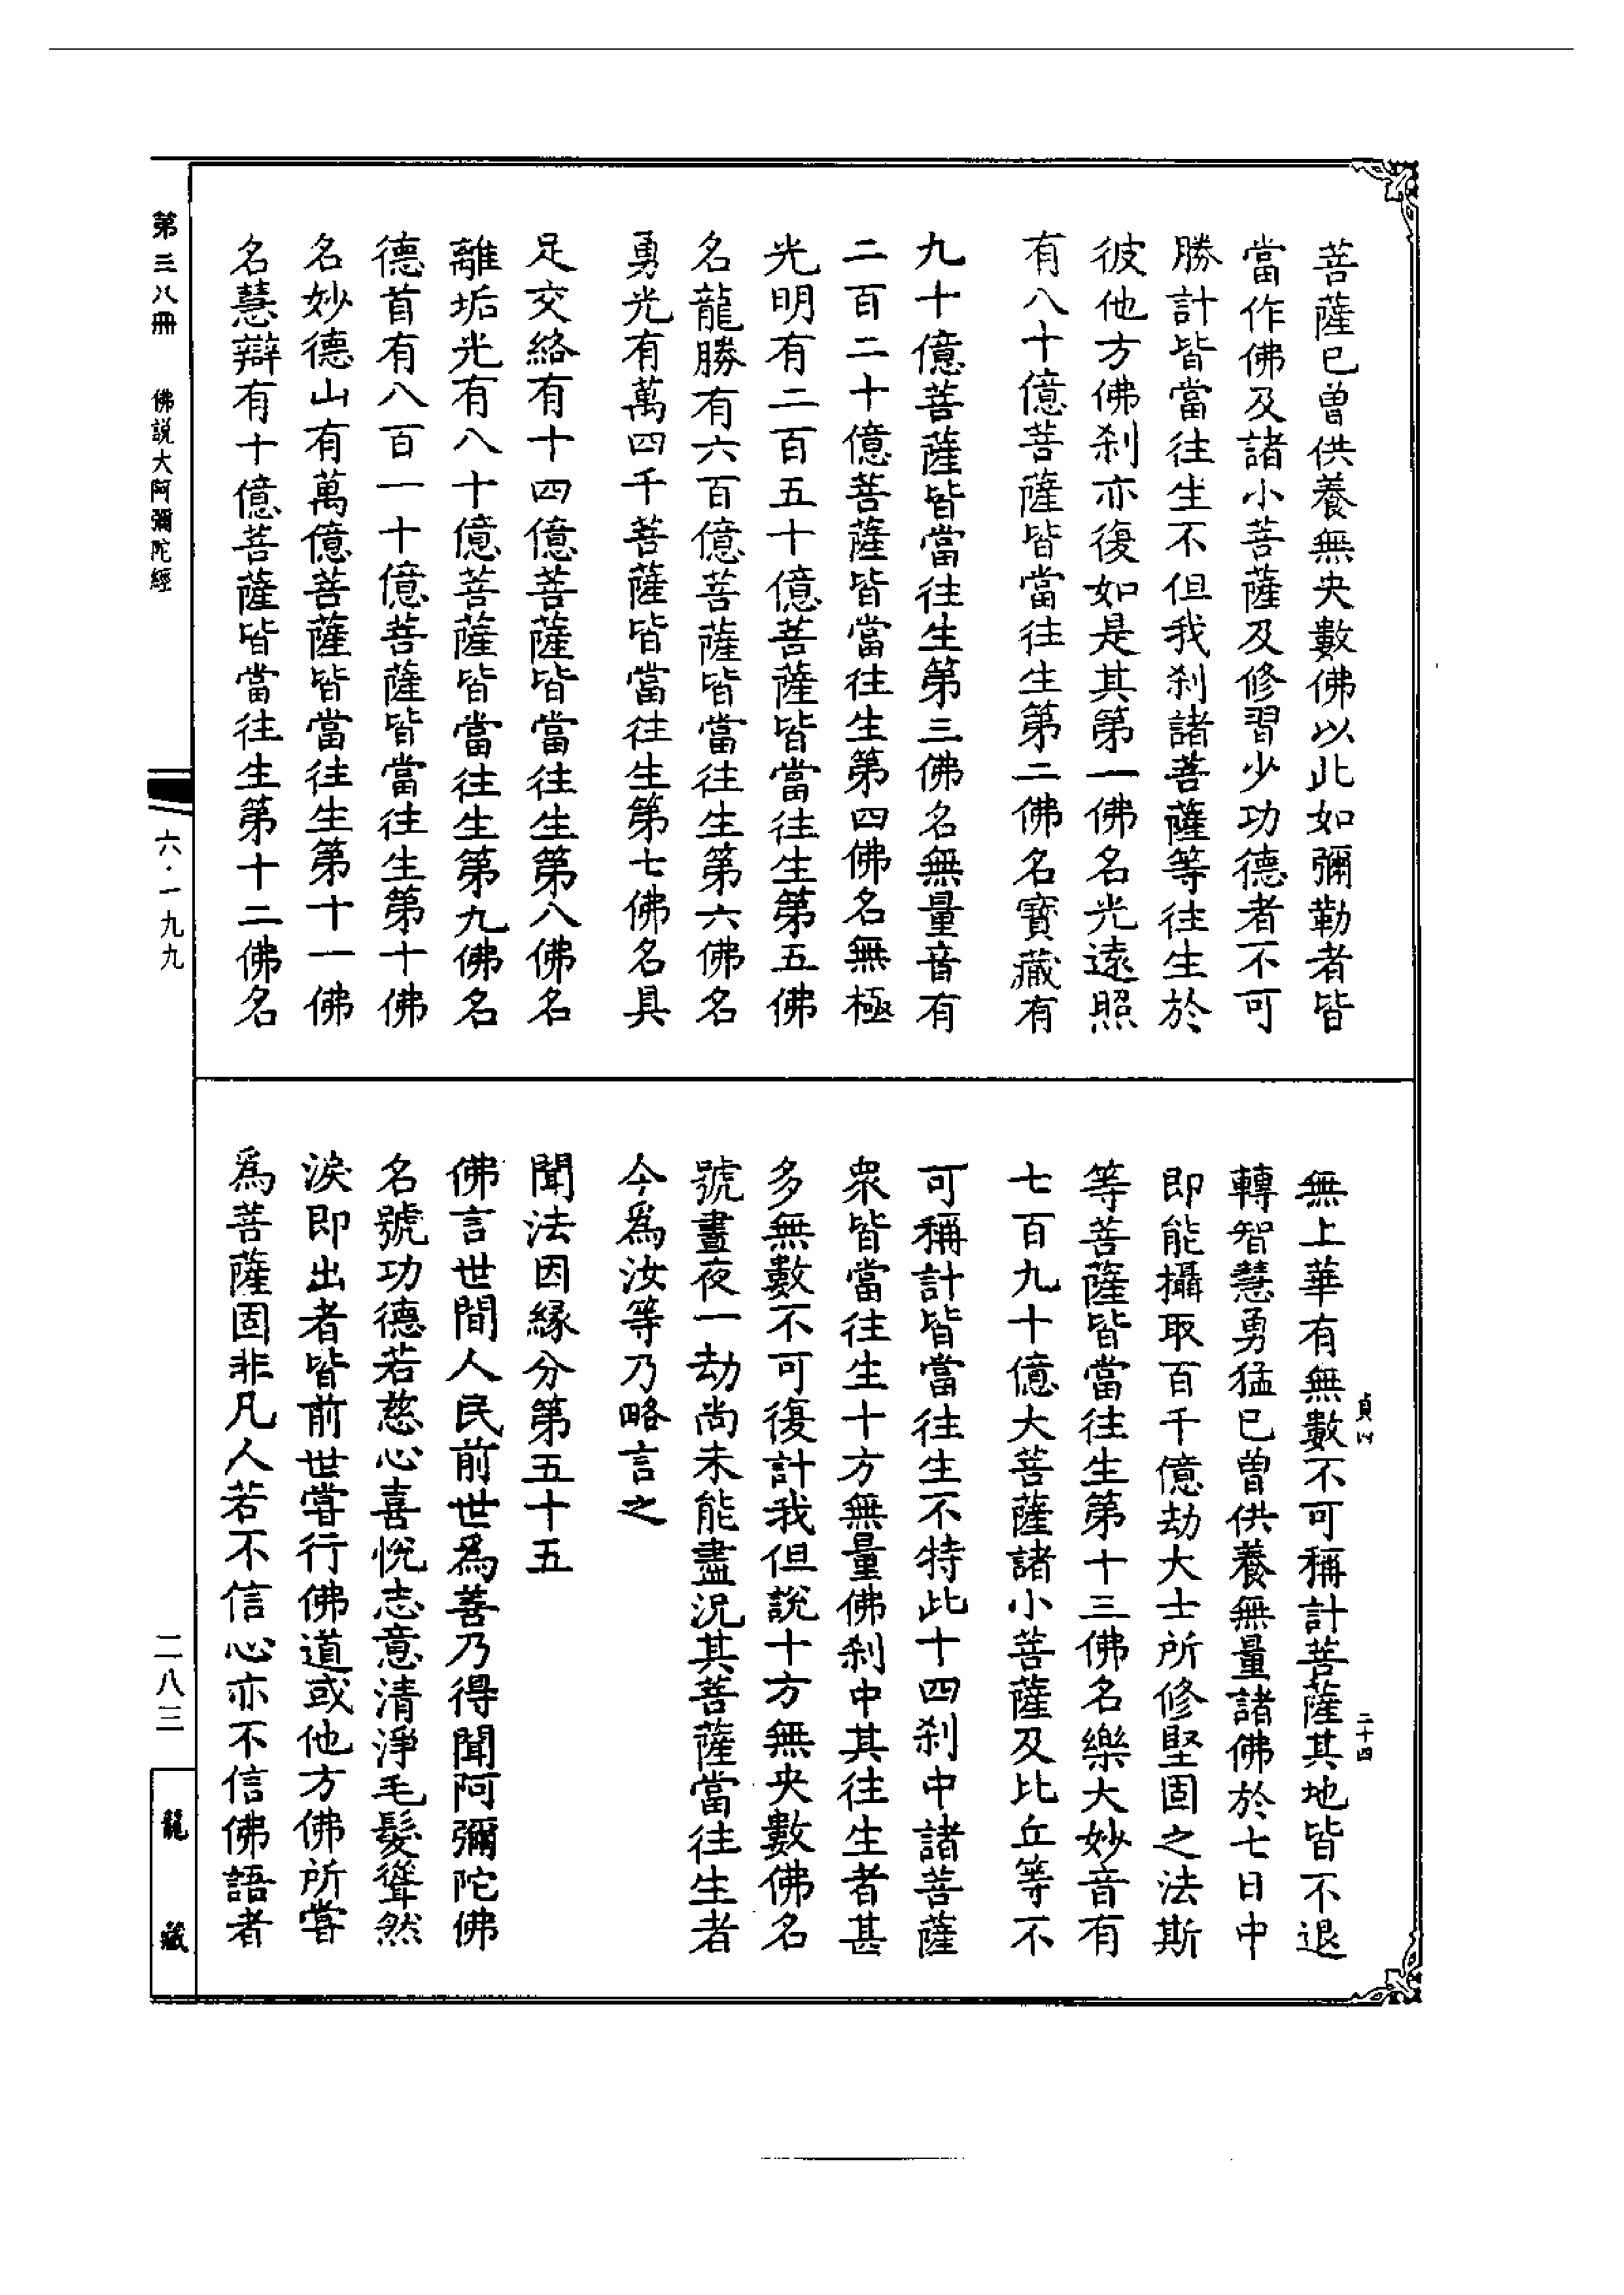 菩薩已曾供養無央數佛以此如彌勒者皆
當作佛及諸小菩薩及修習少功德者不可
勝計皆當往生不但我刹諸菩薩等往生於
彼他方佛刹亦復如是其第一佛名光遠照
有八十億菩薩皆當往生第二佛名寶藏有
九十億菩薩皆當往生第三佛名無量音有
二百二十億菩薩皆當往生第四佛名無極
光明有二百五十億菩薩皆當往生第五佛
名龍勝有六百億菩薩皆當往生第六佛名
勇光有萬四千菩薩皆當往生第七佛名具
足交絡有十四億菩薩皆當往生第八佛名
離垢光有八十億菩薩皆當往生第九佛名
德首有八百一十億菩薩皆當往生第十佛
名妙德山有萬億菩薩皆當往生第十一佛
名慧辯有十億菩薩皆當往生第十二佛名
無上華有無數不可稱計菩薩其地皆不退
轉智慧勇猛已曾供養無量諸佛於七日中
即能攝取百千億劫大士所修堅固之法斯
等菩薩皆當往生第十三佛名樂大妙音有
七百九十億大菩薩諸小菩薩及比丘等不
可稱計皆當往生不特此十四刹中諸菩薩
眾皆當往生十方無量佛刹中其往生者甚
多無數不可復計我但說十方無央數佛名
號晝夜一劫尚未能盡況其菩薩當往生者
今爲汝等乃略言之
聞法因緣分第五十五
佛言世間人民前世爲善乃得聞阿彌陀佛
名號功德若慈心喜悅志意清淨毛髮聳然
淚即出者皆前世嘗行佛道或他方佛所嘗
爲菩薩固非凡人若不信心亦不信佛語者
貞四
二十四
第三八冊
佛說大阿彌陀經
六·一九九
二八三
龍藏